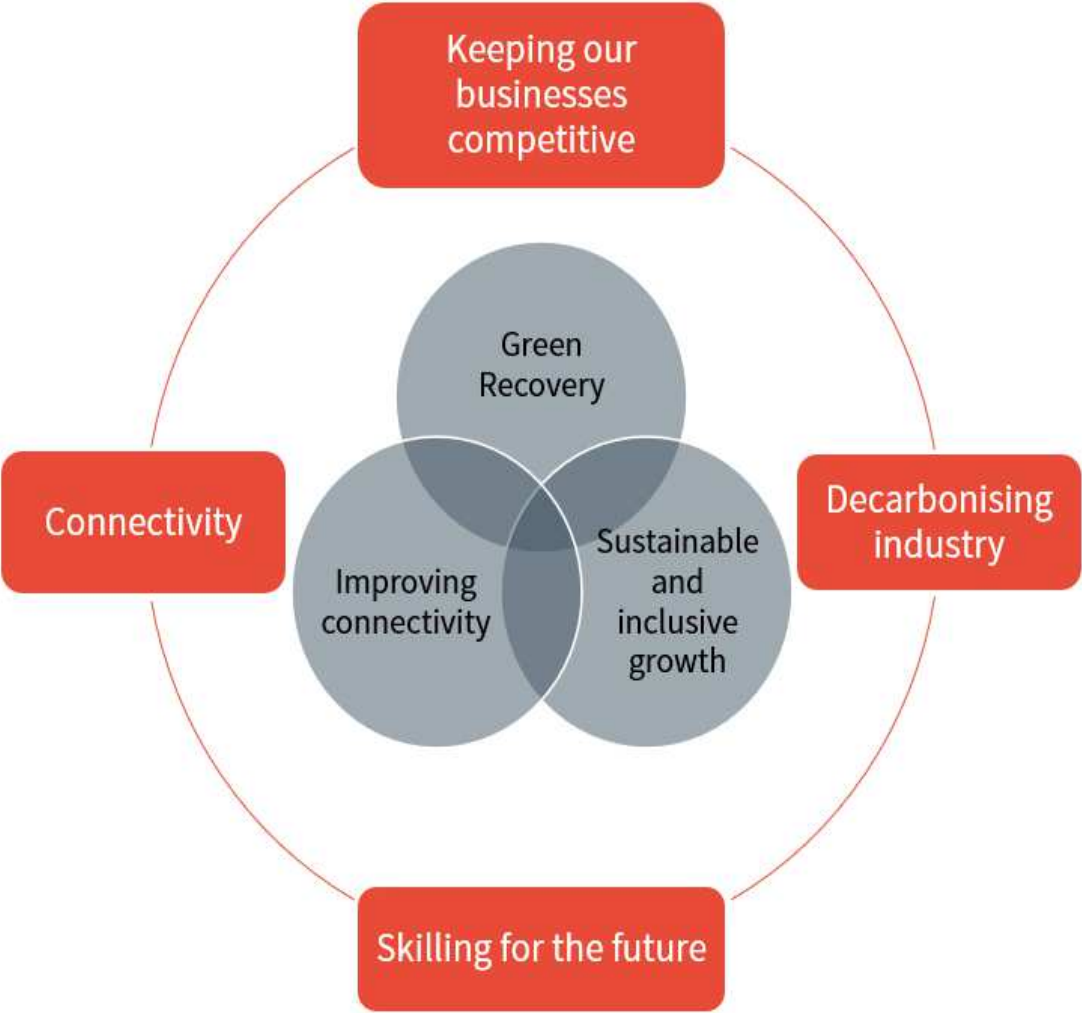 Keeping our
businesses
competitive
Green
Recovery
Connectivity
Decarbonising
industry
Improving
connectivity
Sustainable
and
inclusive
growth
Skilling for the future